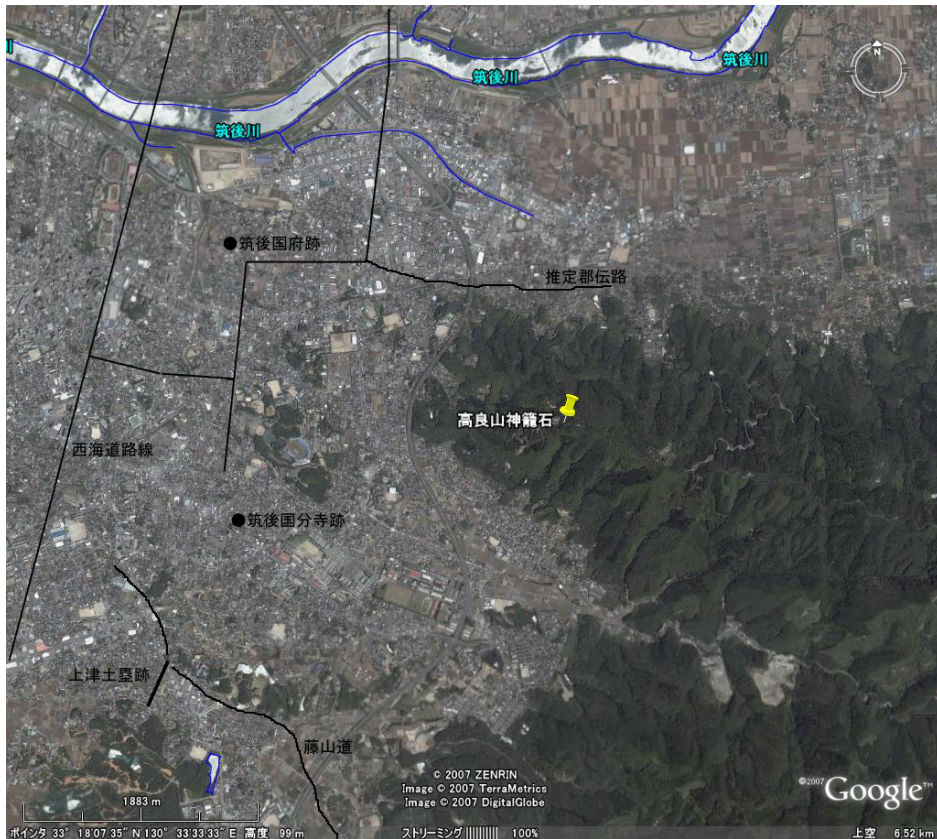 川
筑後川
筑後川
筑後川
N
●筑後国府跡
推定郡伝路
高良山神籠石
西海道路線
●筑後国分寺跡
上津土塁跡
藤山道
1883 m
© 2007 ZENRIN
Image © 2007 TerraMetrics
Image © 2007 DigitalGlobe
©2007 Google™
ポインタ 33° 18'07.35" N 130° 33'33.33" E 高度 99 m ストリーミング |||||||||| 100% 上空 6.52 km